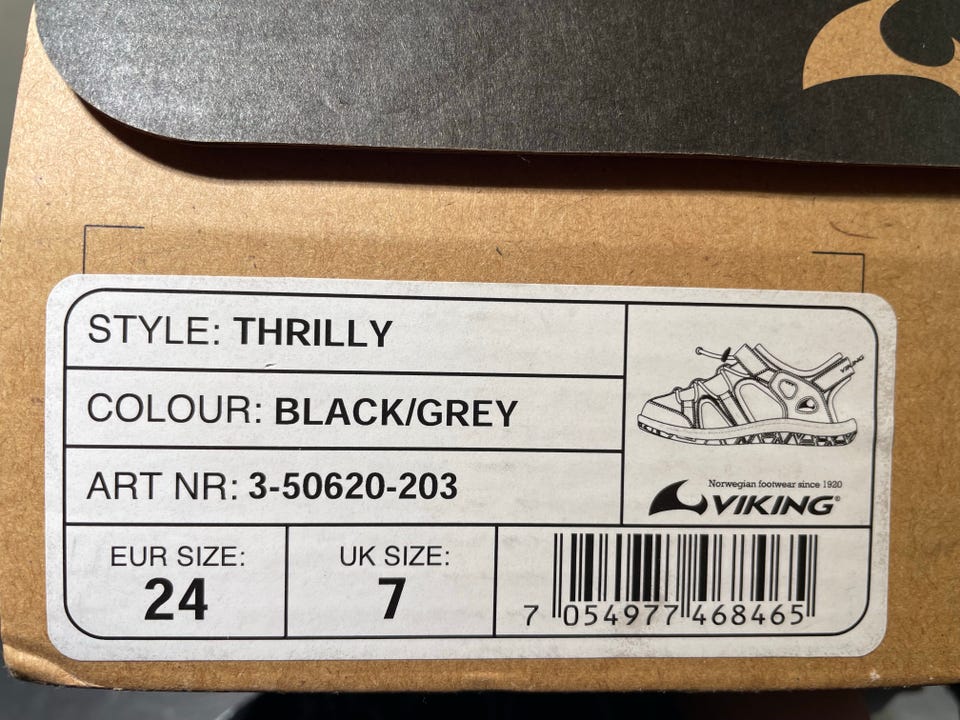 STYLE: THRILLY
COLOUR: BLACK/GREY
ART NR: 3-50620-203
VIKING
Norwegian footwear since 1920
VIKING®
EUR SIZE:
24
UK SIZE:
7
7 054977 468465